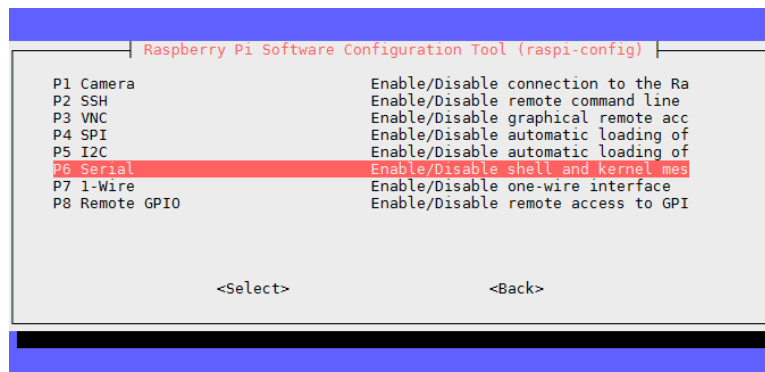 Raspberry Pi Software Configuration Tool (raspi-config)
P1 Camera Enable/Disable connection to the Ra
P2 SSH Enable/Disable remote command line
P3 VNC Enable/Disable graphical remote acc
P4 SPI Enable/Disable automatic loading of
P5 I2C Enable/Disable automatic loading of
P6 Serial Enable/Disable shell and kernel mes
P7 1-Wire Enable/Disable one-wire interface
P8 Remote GPIO Enable/Disable remote access to GPI
<Select> <Back>